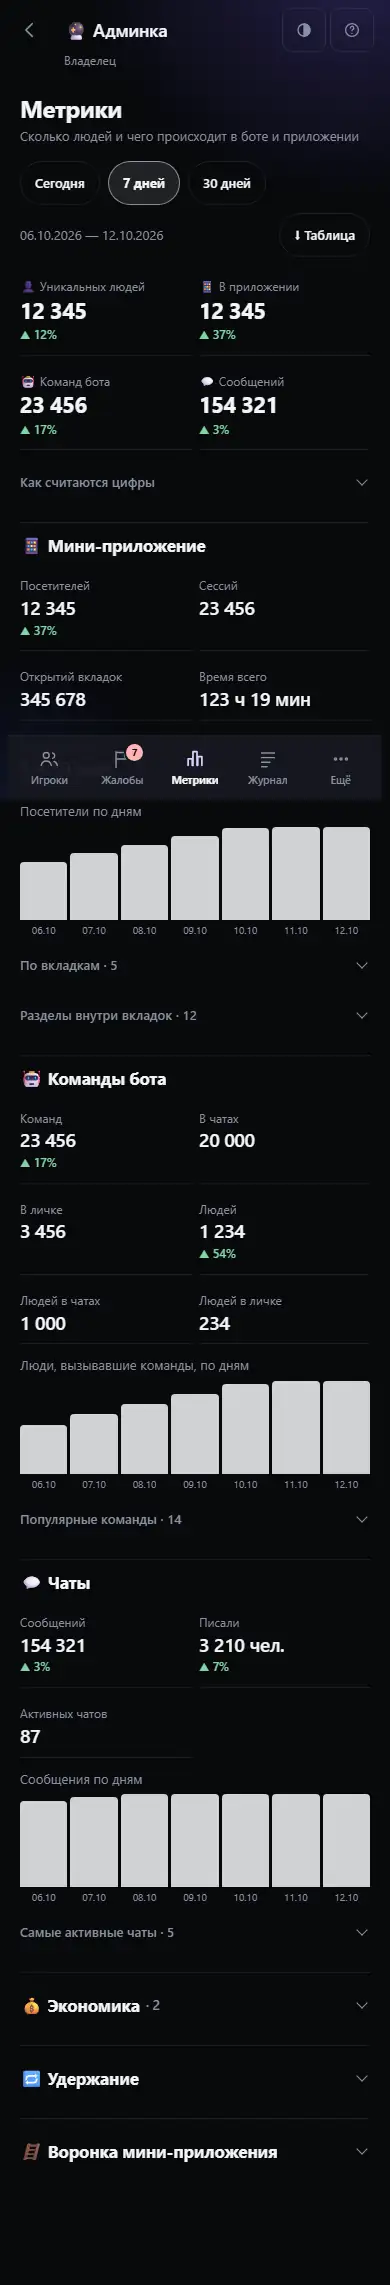 Админка
Владелец
Метрики
Сколько людей и чего происходит в боте и приложении
Сегодня 7 дней 30 дней
06.10.2026 — 12.10.2026 ⬇ Таблица
Уникальных людей В приложении
12 345 12 345
▲ 12% ▲ 37%
Команд бота Сообщений
23 456 154 321
▲ 17% ▲ 3%
Как считаются цифры
Мини-приложение
Посетителей Сессий
12 345 23 456
▲ 37%
Открытий вкладок Время всего
345 678 123 ч 19 мин
7
Игроки Жалобы Метрики Журнал Ещё
Посетители по дням
06.10 07.10 08.10 09.10 10.10 11.10 12.10
По вкладкам · 5
Разделы внутри вкладок · 12
Команды бота
Команд В чатах
23 456 20 000
▲ 17%
В личке Людей
3 456 1 234
▲ 54%
Людей в чатах Людей в личке
1 000 234
Люди, вызывавшие команды, по дням
06.10 07.10 08.10 09.10 10.10 11.10 12.10
Популярные команды · 14
Чаты
Сообщений Писали
154 321 3 210 чел.
▲ 3% ▲ 7%
Активных чатов
87
Сообщения по дням
06.10 07.10 08.10 09.10 10.10 11.10 12.10
Самые активные чаты · 5
Экономика · 2
Удержание
Воронка мини-приложения